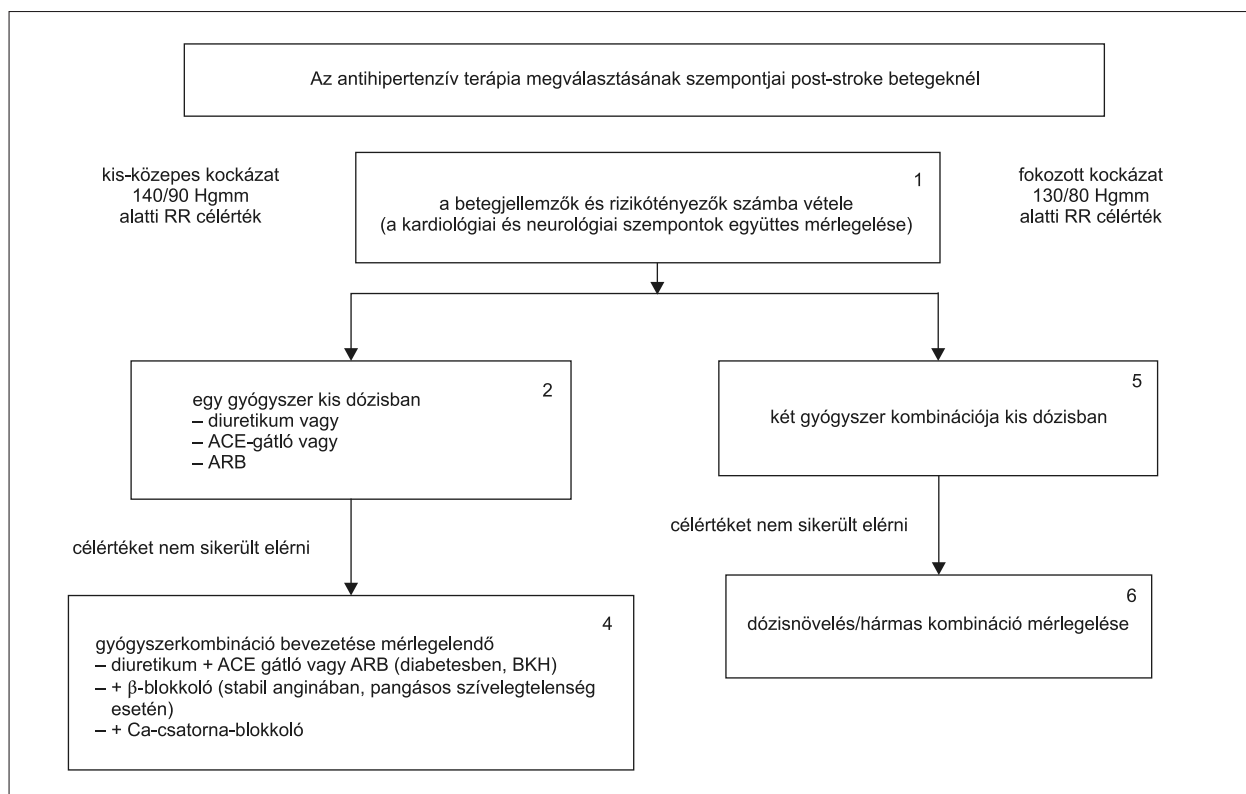 Az antihipertenzív terápia megválasztásának szempontjai post-stroke betegeknél
kis-közepes kockázat
140/90 Hgmm
alatti RR célérték
1
a betegjellemzők és rizikótényezők számba vétele
(a kardiológiai és neurológiai szempontok együttes mérlegelése)
fokozott kockázat
130/80 Hgmm
alatti RR célérték
2
egy gyógyszer kis dózisban
– diuretikum vagy
– ACE-gátló vagy
– ARB
5
két gyógyszer kombinációja kis dózisban
célértéket nem sikerült elérni
célértéket nem sikerült elérni
4
gyógyszerkombináció bevezetése mérlegelendő
– diuretikum + ACE gátló vagy ARB (diabetesben, BKH)
– + β-blokkoló (stabil anginában, pangásos szívelegtelenség
esetén)
– + Ca-csatorna-blokkoló
6
dózisnövelés/hármas kombináció mérlegelése